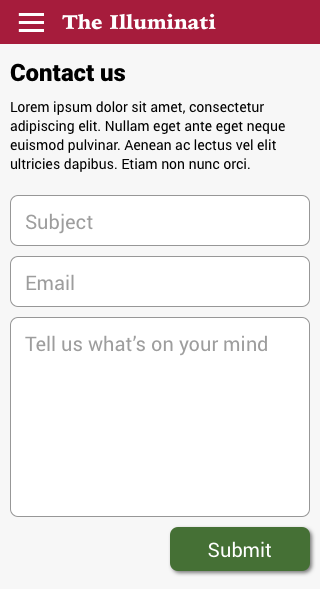 The Illuminati
Contact us
Lorem ipsum dolor sit amet, consectetur
adipiscing elit. Nullam eget ante eget neque
euismod pulvinar. Aenean ac lectus vel elit
ultricies dapibus. Etiam non nunc orci.
Subject
Email
Tell us what’s on your mind
Submit